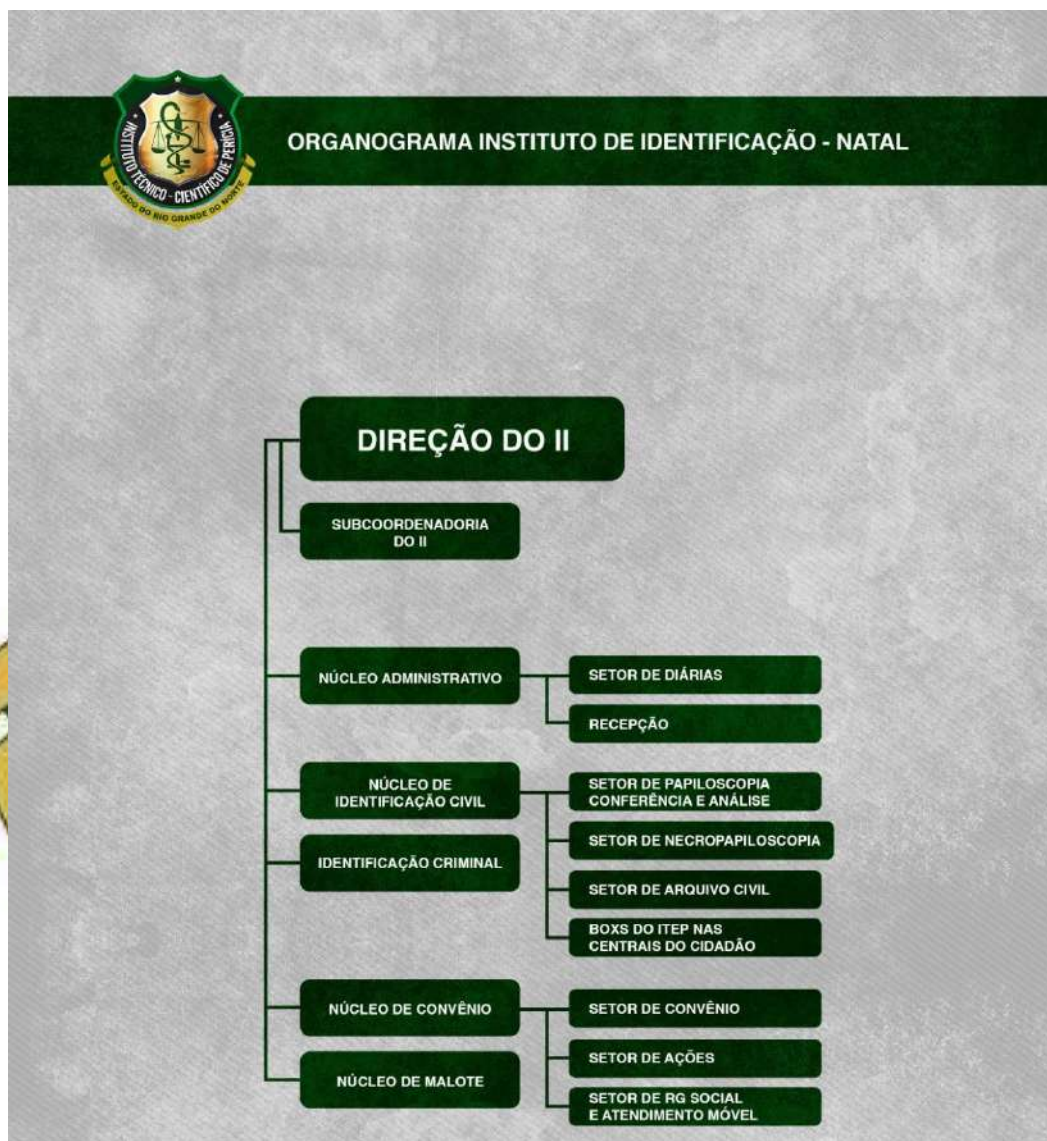 INSTITUTO TÉCNICO - CIENTÍFICO DE PERÍCIA
ESTADO DO RIO GRANDE DO NORTE
ORGANOGRAMA INSTITUTO DE IDENTIFICAÇÃO - NATAL
DIREÇÃO DO II
SUBCOORDENADORIA
DO II
NÚCLEO ADMINISTRATIVO
SETOR DE DIÁRIAS
RECEPÇÃO
NÚCLEO DE
IDENTIFICAÇÃO CIVIL
SETOR DE PAPILOSCOPIA
CONFERÊNCIA E ANÁLISE
SETOR DE NECROPAPILOSCOPIA
IDENTIFICAÇÃO CRIMINAL
SETOR DE ARQUIVO CIVIL
BOXS DO ITEP NAS
CENTRAIS DO CIDADÃO
NÚCLEO DE CONVÊNIO
SETOR DE CONVÊNIO
SETOR DE AÇÕES
NÚCLEO DE MALOTE
SETOR DE RG SOCIAL
E ATENDIMENTO MÓVEL